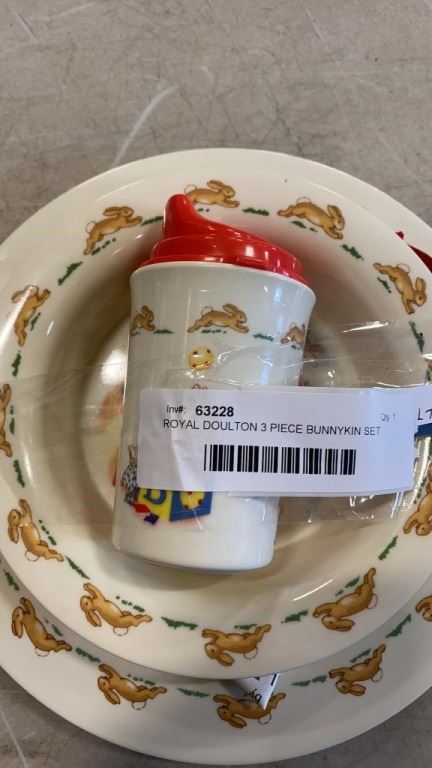 Inv#: 63228
Qty 1
ROYAL DOULTON 3 PIECE BUNNYKIN SET